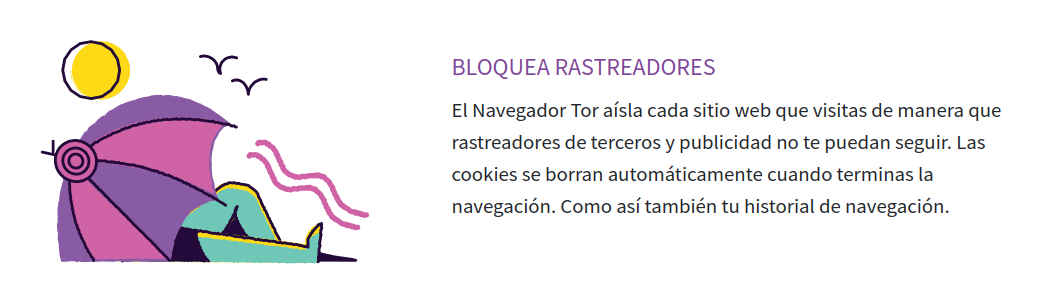 BLOQUEA RASTREADORES
El Navegador Tor aísla cada sitio web que visitas de manera que
rastreadores de terceros y publicidad no te puedan seguir. Las
cookies se borran automáticamente cuando terminas la
navegación. Como así también tu historial de navegación.